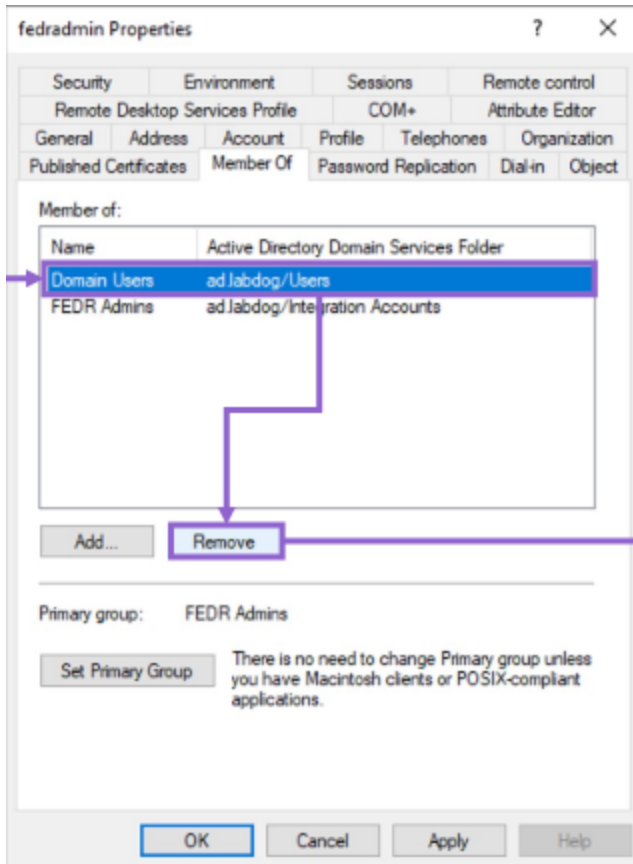 fedradmin Properties ? ×
Security Environment Sessions Remote control
Remote Desktop Services Profile COM+ Attribute Editor
General Address Account Profile Telephones Organization
Published Certificates Member Of Password Replication Dial-in Object
Member of:
Name Active Directory Domain Services Folder
Domain Users ad.labdog/Users
FEDR Admins ad.labdog/Integration Accounts
Add... Remove
Primary group: FEDR Admins
Set Primary Group
There is no need to change Primary group unless
you have Macintosh clients or POSIX-compliant
applications.
OK Cancel Apply Help